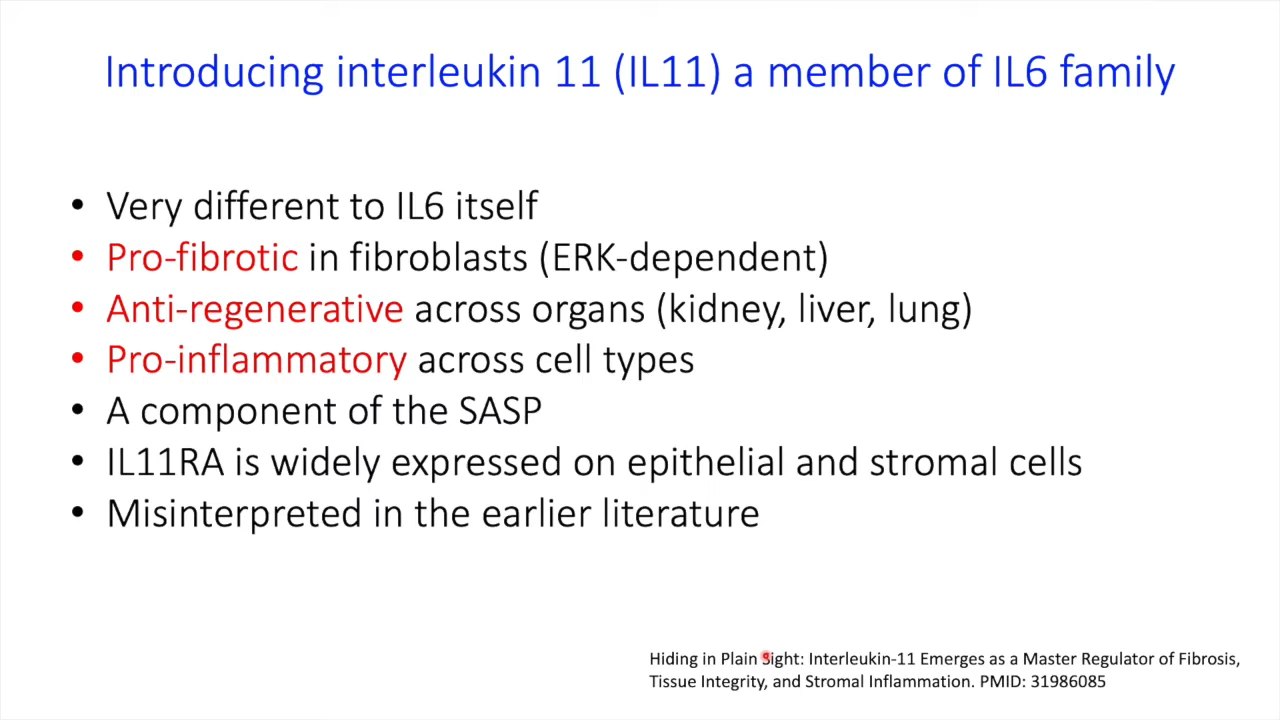 Introducing interleukin 11 (IL11) a member of IL6 family
• Very different to IL6 itself
• Pro-fibrotic in fibroblasts (ERK-dependent)
• Anti-regenerative across organs (kidney, liver, lung)
• Pro-inflammatory across cell types
• A component of the SASP
• IL11RA is widely expressed on epithelial and stromal cells
• Misinterpreted in the earlier literature
Hiding in Plain Sight: Interleukin-11 Emerges as a Master Regulator of Fibrosis,
Tissue Integrity, and Stromal Inflammation. PMID: 31986085